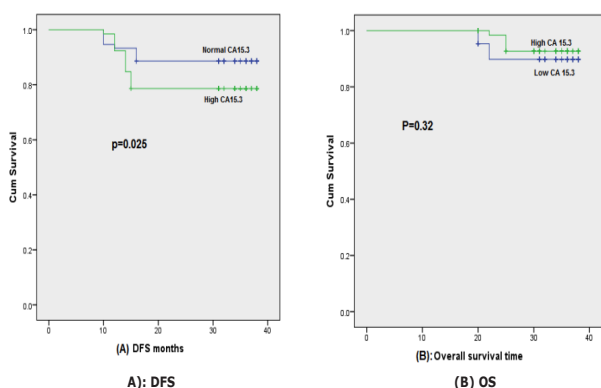 Cum Survival
1.0
0.8
0.6
0.4
0.2
0.0
Normal CA15.3
High CA15.3
p=0.025
0
10
20
30
40
(A) DFS months
A): DFS
Cum Survival
1.0
0.8
0.6
0.4
0.2
0.0
High CA 15.3
Low CA 15.3
P=0.32
0
10
20
30
40
(B): Overall survival time
(B) OS